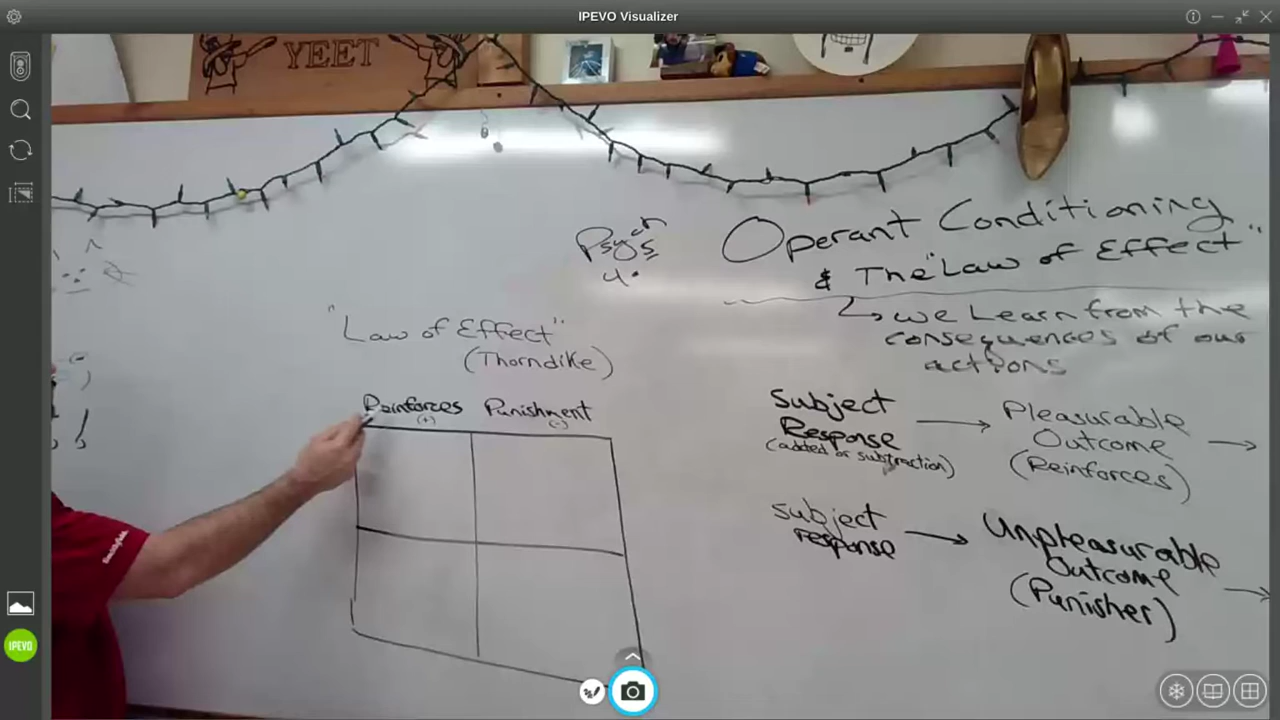 IPEVO Visualizer
YEET
Psych
5
4.
Operant Conditioning
& The "Law of Effect"
↳ we Learn from the
consequences of our
actions
"Law of Effect"
(Thorndike)
Reinforces Punishment
(+) (-)
Subject
Response
(added or subtraction)
→
Pleasurable
Outcome
(Reinforces)
→
subject
response
→
Unpleasurable
Outcome
(Punisher)
→
IPEVO